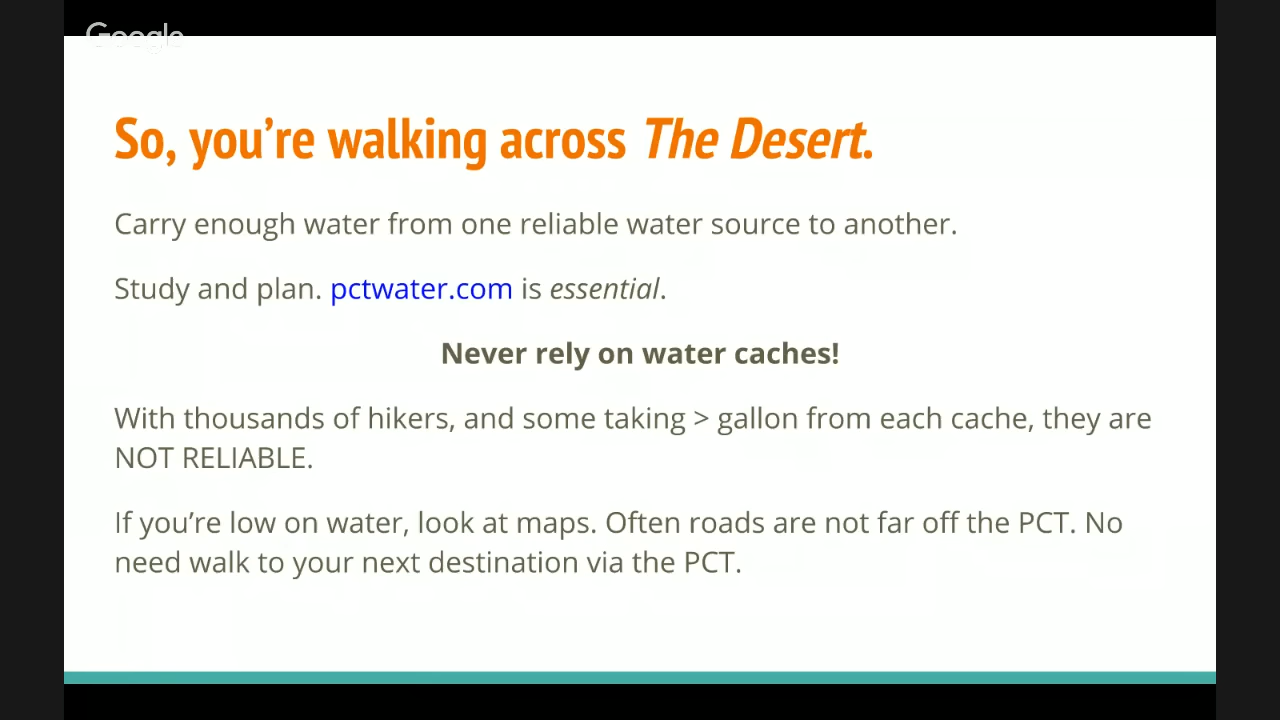 Google
So, you're walking across The Desert.
Carry enough water from one reliable water source to another.
Study and plan. pctwater.com is essential.
Never rely on water caches!
With thousands of hikers, and some taking > gallon from each cache, they are
NOT RELIABLE.
If you're low on water, look at maps. Often roads are not far off the PCT. No
need walk to your next destination via the PCT.